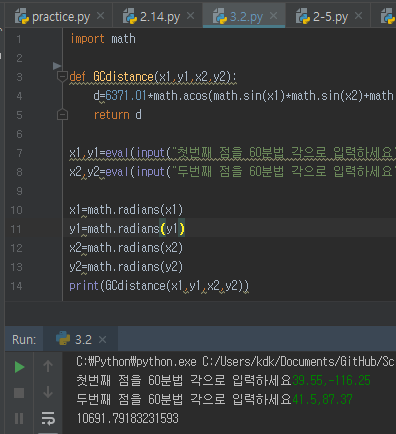 practice.py × 2.14.py × 3.2.py × 2-5.py ×
1 import math
2
3 def GCdistance(x1,y1,x2,y2):
4 d=6371.01*math.acos(math.sin(x1)*math.sin(x2)+math
5 return d
6
7 x1,y1=eval(input("첫번째 점을 60분법 각으로 입력하세요"
8 x2,y2=eval(input("두번째 점을 60분법 각으로 입력하세요"
9
10 x1=math.radians(x1)
11 y1=math.radians(y1)
12 x2=math.radians(x2)
13 y2=math.radians(y2)
14 print(GCdistance(x1,y1,x2,y2))
Run: 3.2 ×
C:₩Python₩python.exe C:/Users/kdk/Documents/GitHub/Sc
첫번째 점을 60분법 각으로 입력하세요39.55,-116.25
두번째 점을 60분법 각으로 입력하세요41.5,87.37
10691.79183231593